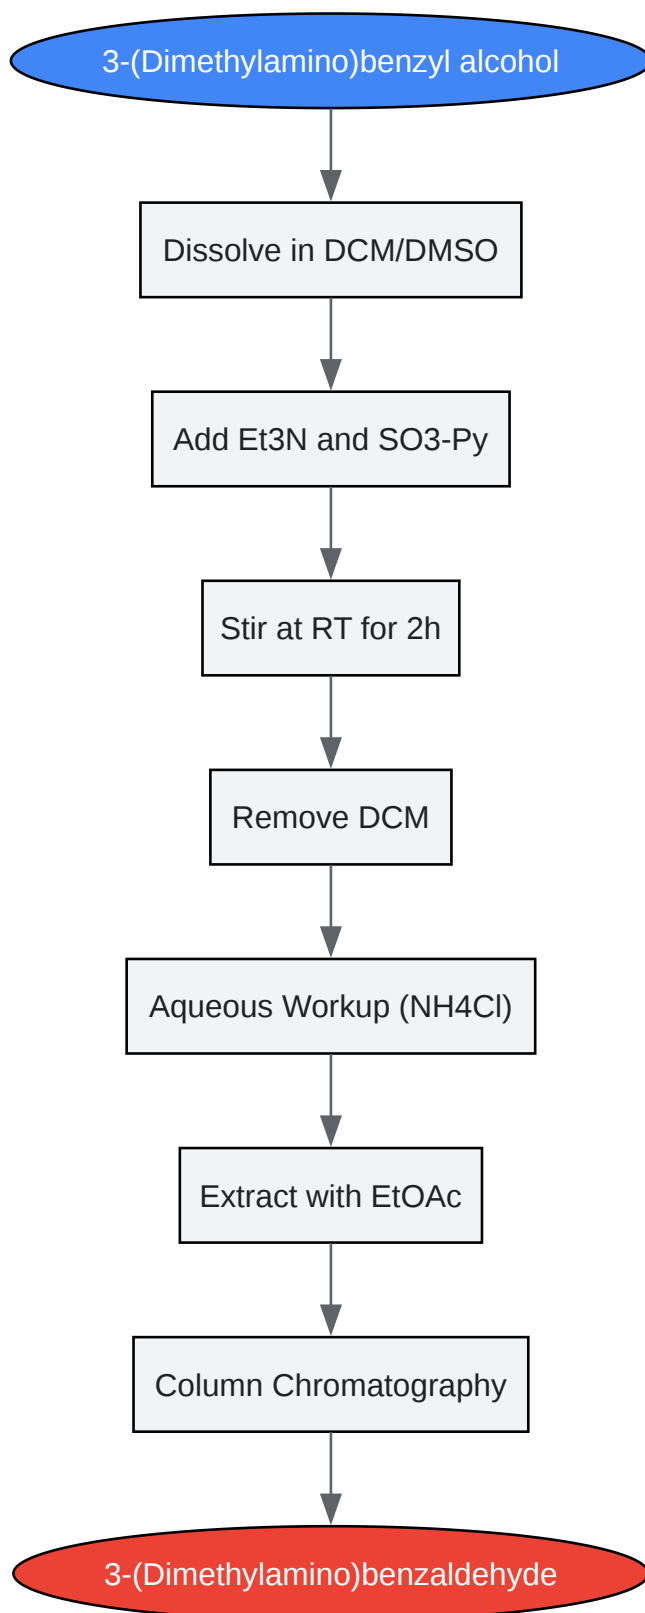 3-(Dimethylamino)benzyl alcohol
Dissolve in DCM/DMSO
Add Et3N and SO3-Py
Stir at RT for 2h
Remove DCM
Aqueous Workup (NH4Cl)
Extract with EtOAc
Column Chromatography
3-(Dimethylamino)benzaldehyde